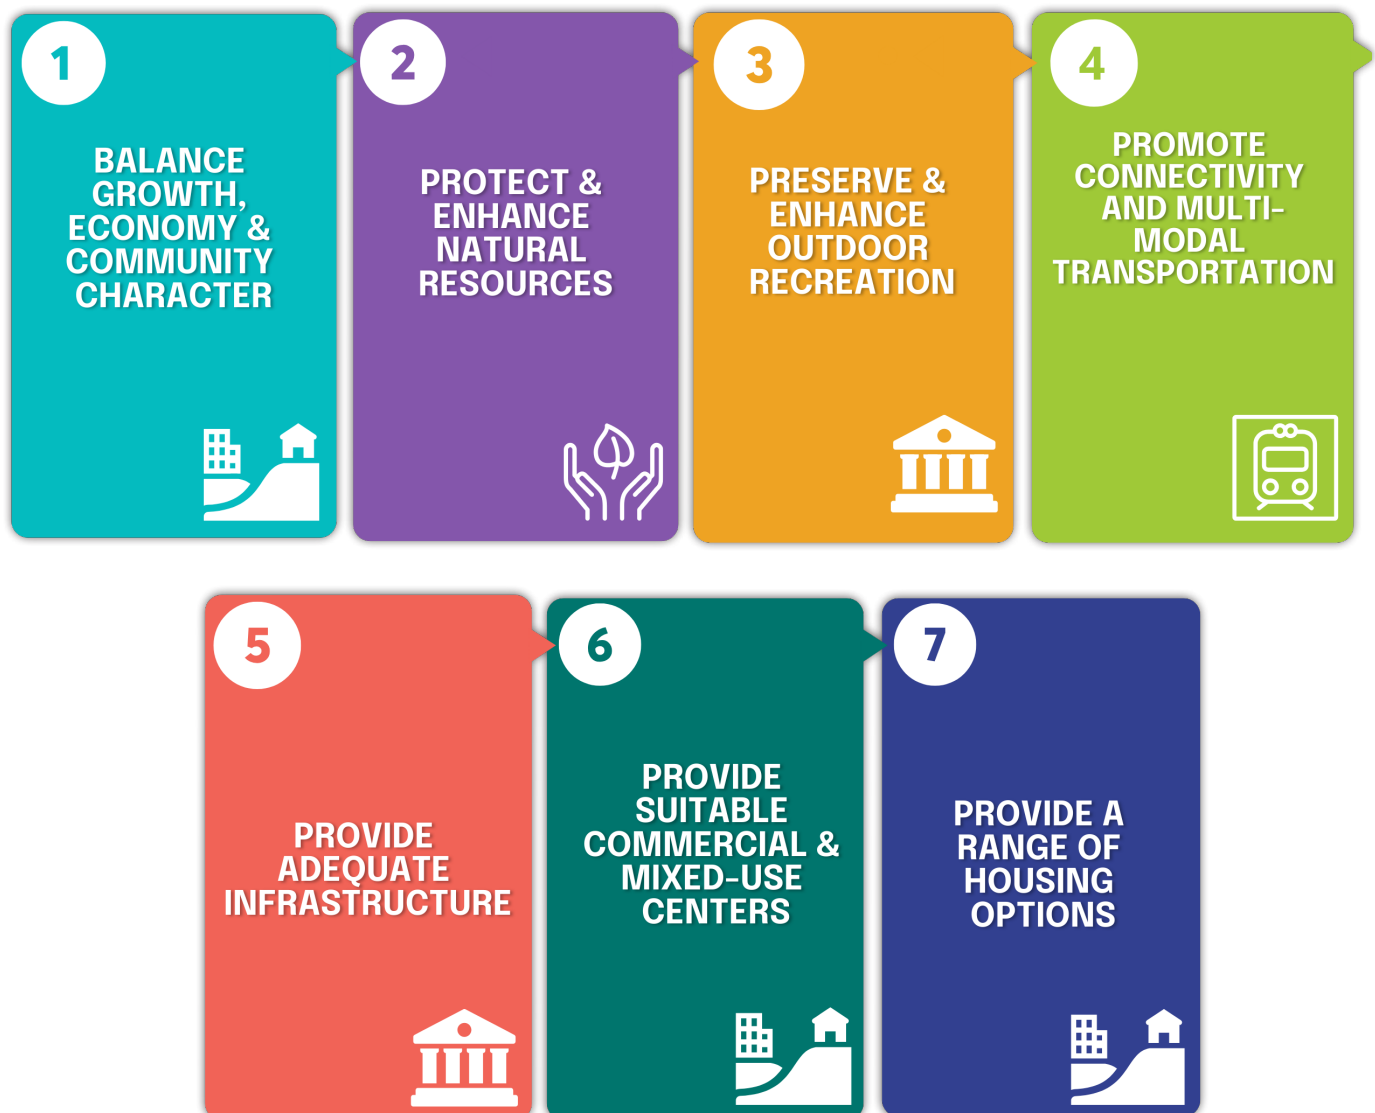 1
BALANCE
GROWTH,
ECONOMY &
COMMUNITY
CHARACTER
2
PROTECT &
ENHANCE
NATURAL
RESOURCES
3
PRESERVE &
ENHANCE
OUTDOOR
RECREATION
4
PROMOTE
CONNECTIVITY
AND MULTI-
MODAL
TRANSPORTATION
5
PROVIDE
ADEQUATE
INFRASTRUCTURE
6
PROVIDE
SUITABLE
COMMERCIAL &
MIXED-USE
CENTERS
7
PROVIDE A
RANGE OF
HOUSING
OPTIONS